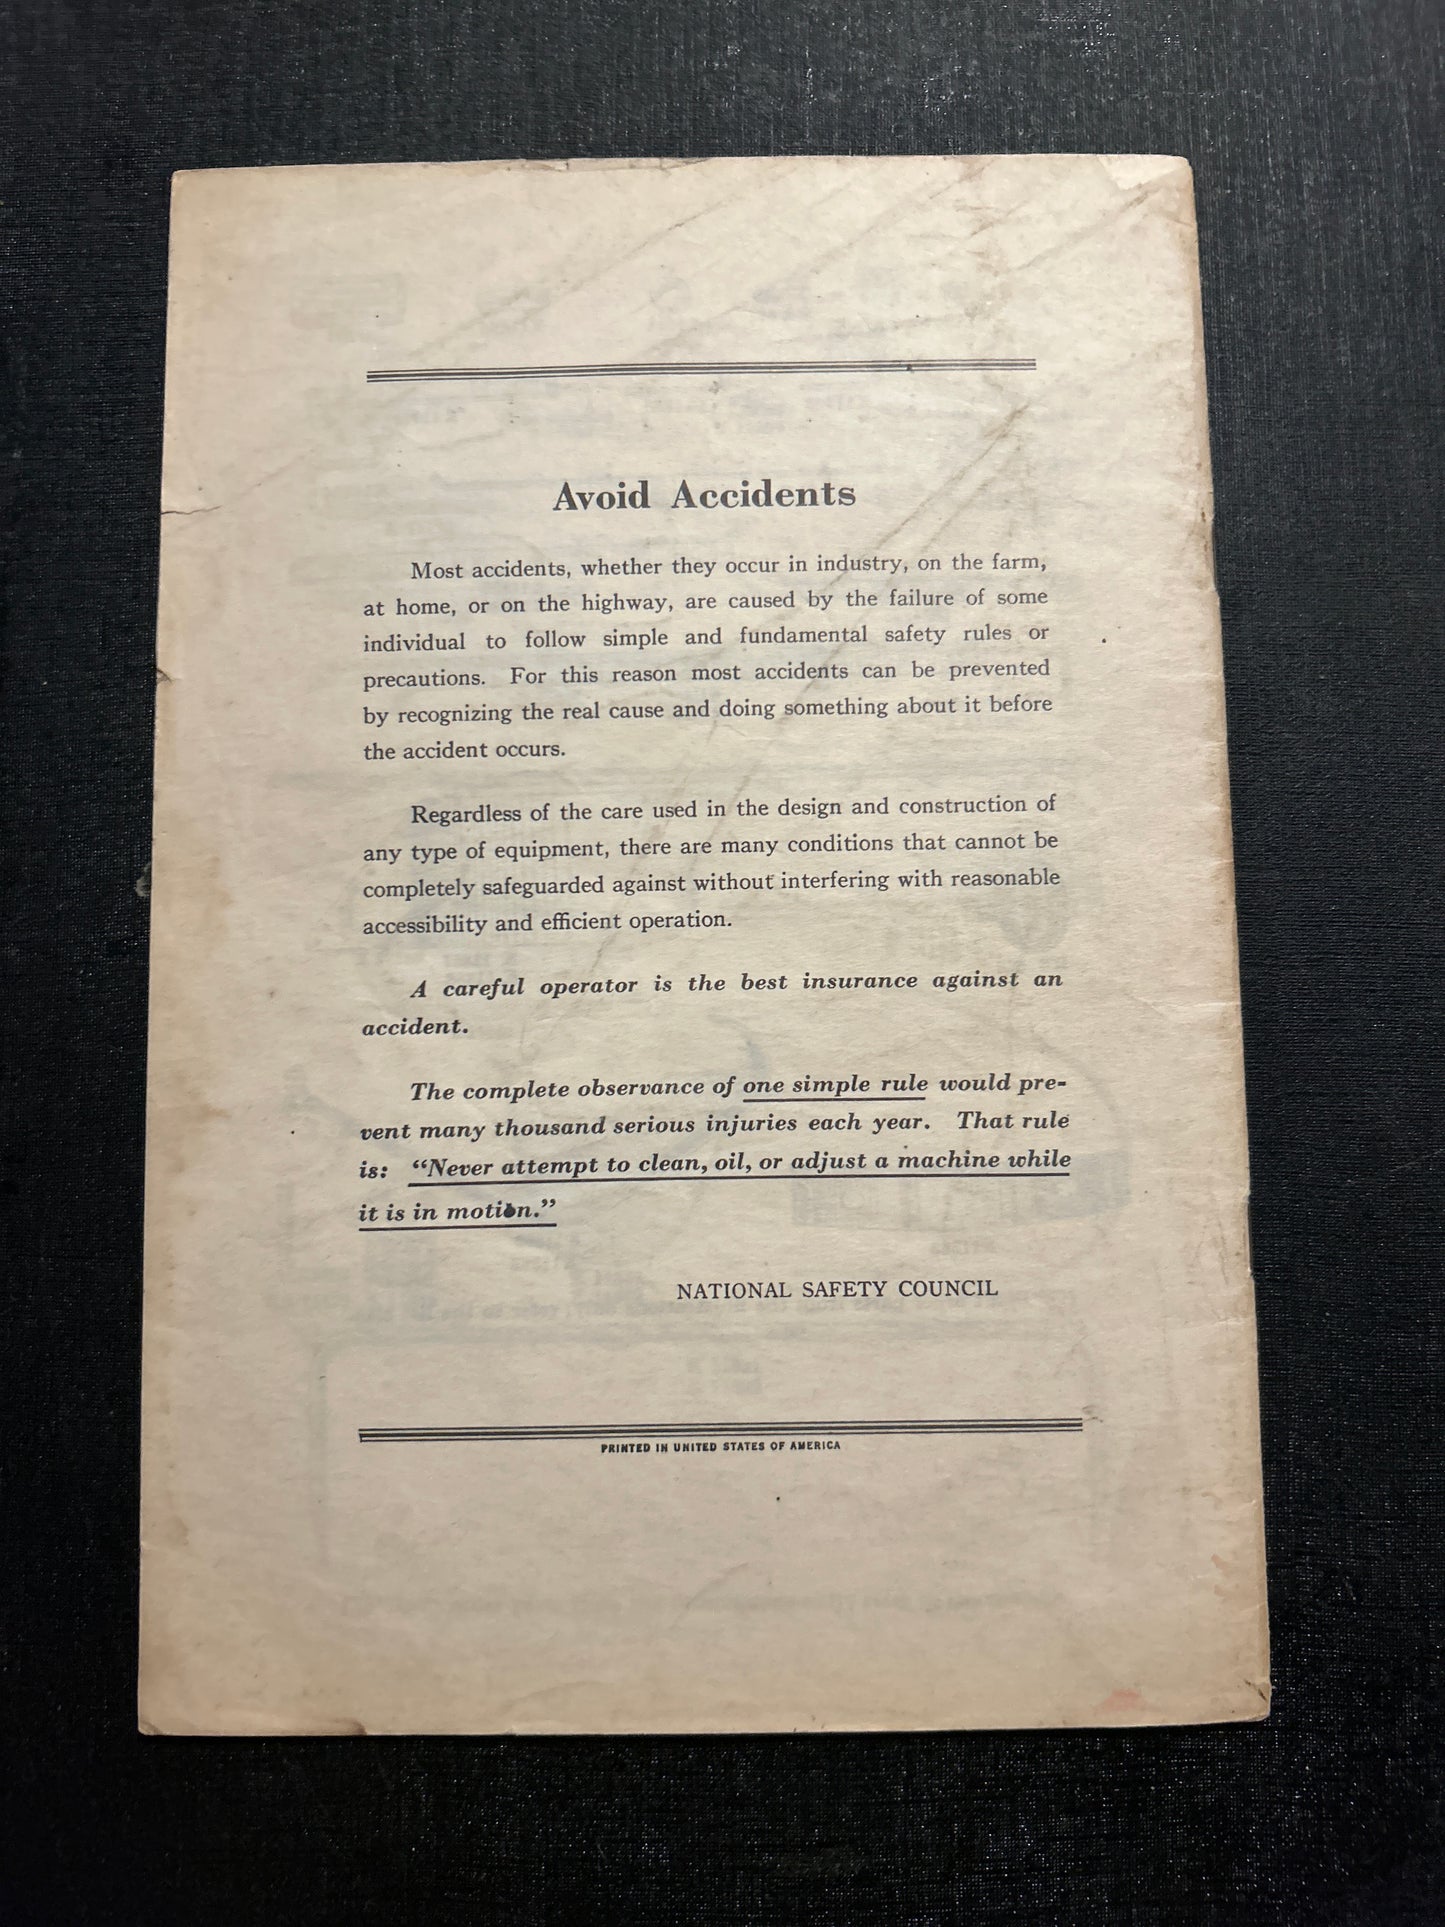 Avoid Accidents
Most accidents, whether they occur in industry, on the farm,
at home, or on the highway, are caused by the failure of some
individual to follow simple and fundamental safety rules or
precautions. For this reason most accidents can be prevented
by recognizing the real cause and doing something about it before
the accident occurs.
Regardless of the care used in the design and construction of
any type of equipment, there are many conditions that cannot be
completely safeguarded against without interfering with reasonable
accessibility and efficient operation.
A careful operator is the best insurance against an
accident.
The complete observance of one simple rule would pre-
vent many thousand serious injuries each year. That rule
is: “Never attempt to clean, oil, or adjust a machine while
it is in motion.”
NATIONAL SAFETY COUNCIL
PRINTED IN UNITED STATES OF AMERICA